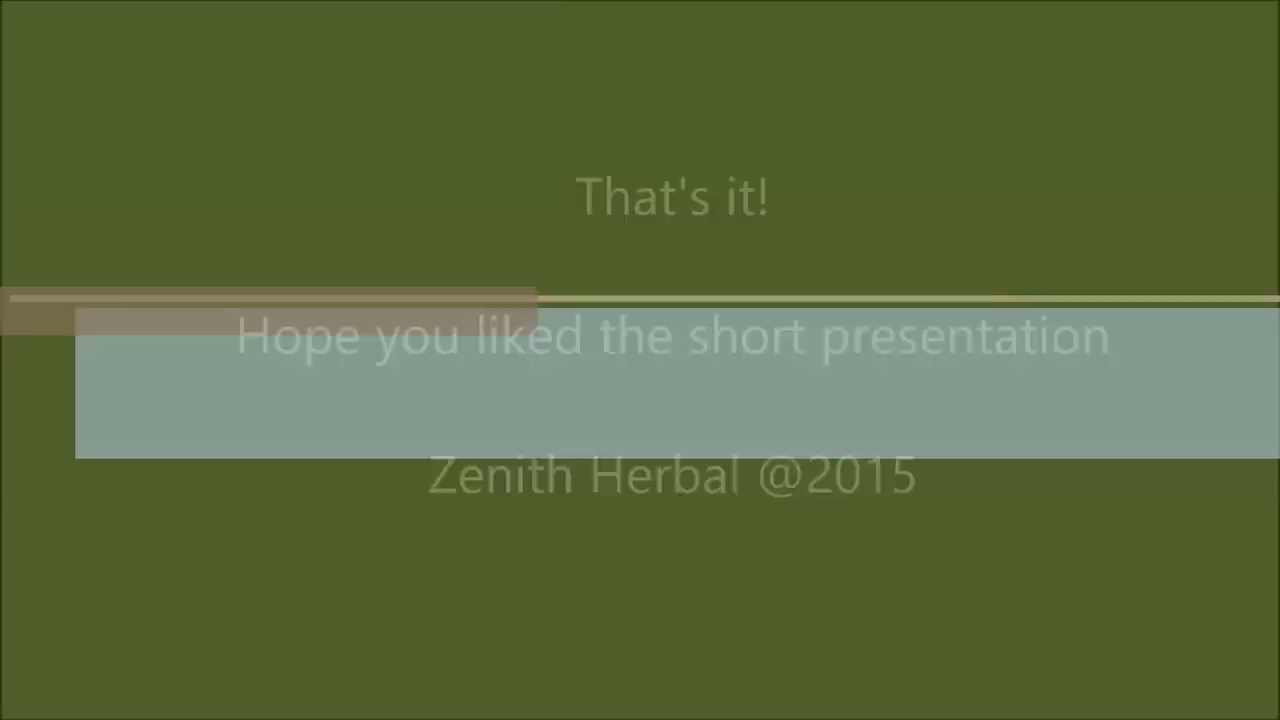 That's it!
Hope you liked the short presentation
Zenith Herbal @2015